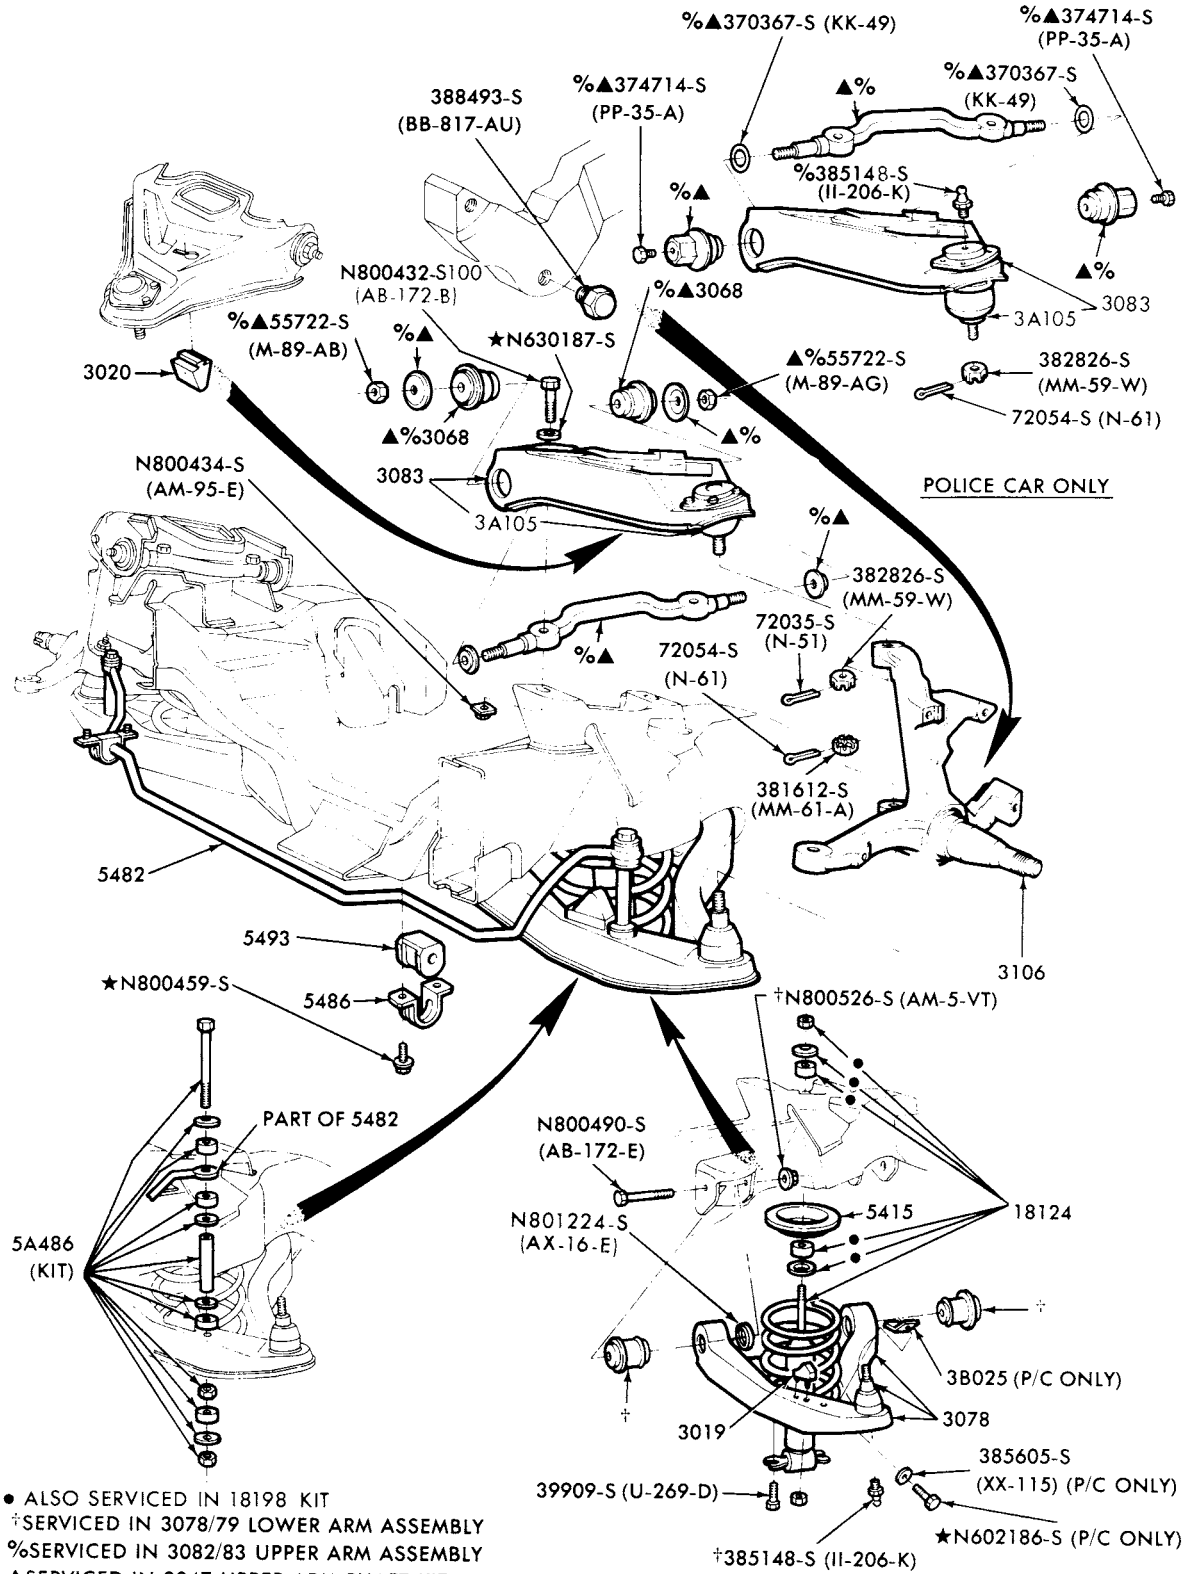 %▲370367-S (KK-49)
%▲374714-S
(PP-35-A)
%▲374714-S
(PP-35-A)
388493-S
(BB-817-AU)
▲%
%▲370367-S
(KK-49)
%385148-S
(II-206-K)
%▲
▲%
N800432-S100
(AB-172-B)
%▲3068
3083
3A105
%▲55722-S
(M-89-AB)
%▲
★N630187-S
▲%55722-S
(M-89-AG)
382826-S
(MM-59-W)
3020
72054-S (N-61)
▲%3068
▲%
N800434-S
(AM-95-E)
3083
3A105
POLICE CAR ONLY
%▲
382826-S
(MM-59-W)
72035-S
(N-51)
%▲
72054-S
(N-61)
381612-S
(MM-61-A)
5482
5493
3106
★N800459-S
5486
†N800526-S (AM-5-VT)
PART OF 5482
N800490-S
(AB-172-E)
5415
18124
N801224-S
(AX-16-E)
5A486
(KIT)
†
†
3B025 (P/C ONLY)
3019
3078
385605-S
(XX-115) (P/C ONLY)
39909-S (U-269-D)
★N602186-S (P/C ONLY)
†385148-S (II-206-K)
● ALSO SERVICED IN 18198 KIT
†SERVICED IN 3078/79 LOWER ARM ASSEMBLY
%SERVICED IN 3082/83 UPPER ARM ASSEMBLY